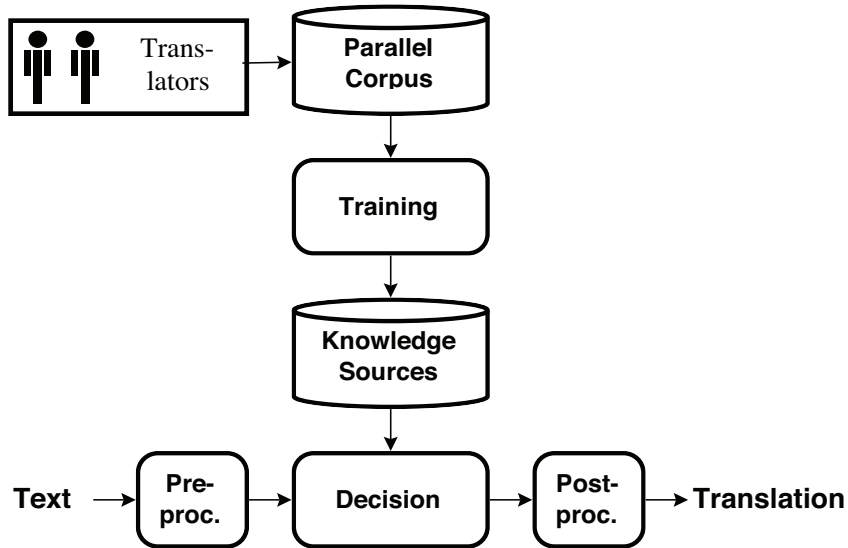 Trans-
lators
Parallel
Corpus
Training
Knowledge
Sources
Text
Pre-
proc.
Decision
Post-
proc.
Translation